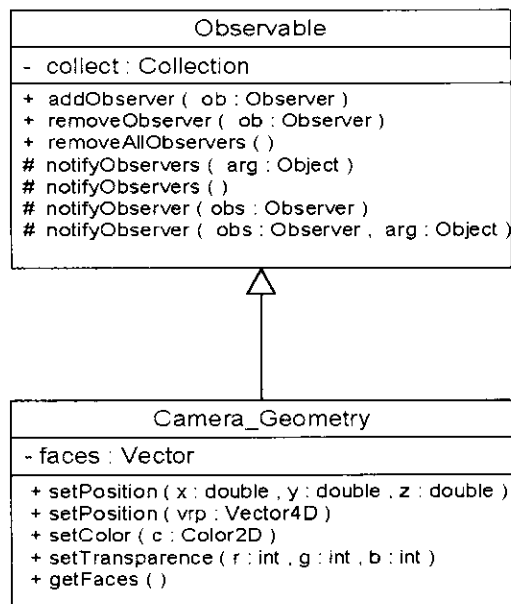 Observable
- collect : Collection
+ addObserver ( ob : Observer )
+ removeObserver ( ob : Observer )
+ removeAllObservers ( )
# notifyObservers ( arg : Object )
# notifyObservers ( )
# notifyObserver ( obs : Observer )
# notifyObserver ( obs : Observer , arg : Object )
Camera_Geometry
- faces : Vector
+ setPosition ( x : double , y : double , z : double )
+ setPosition ( vrp : Vector4D )
+ setColor ( c : Color2D )
+ setTransparence ( r : int , g : int , b : int )
+ getFaces ( )